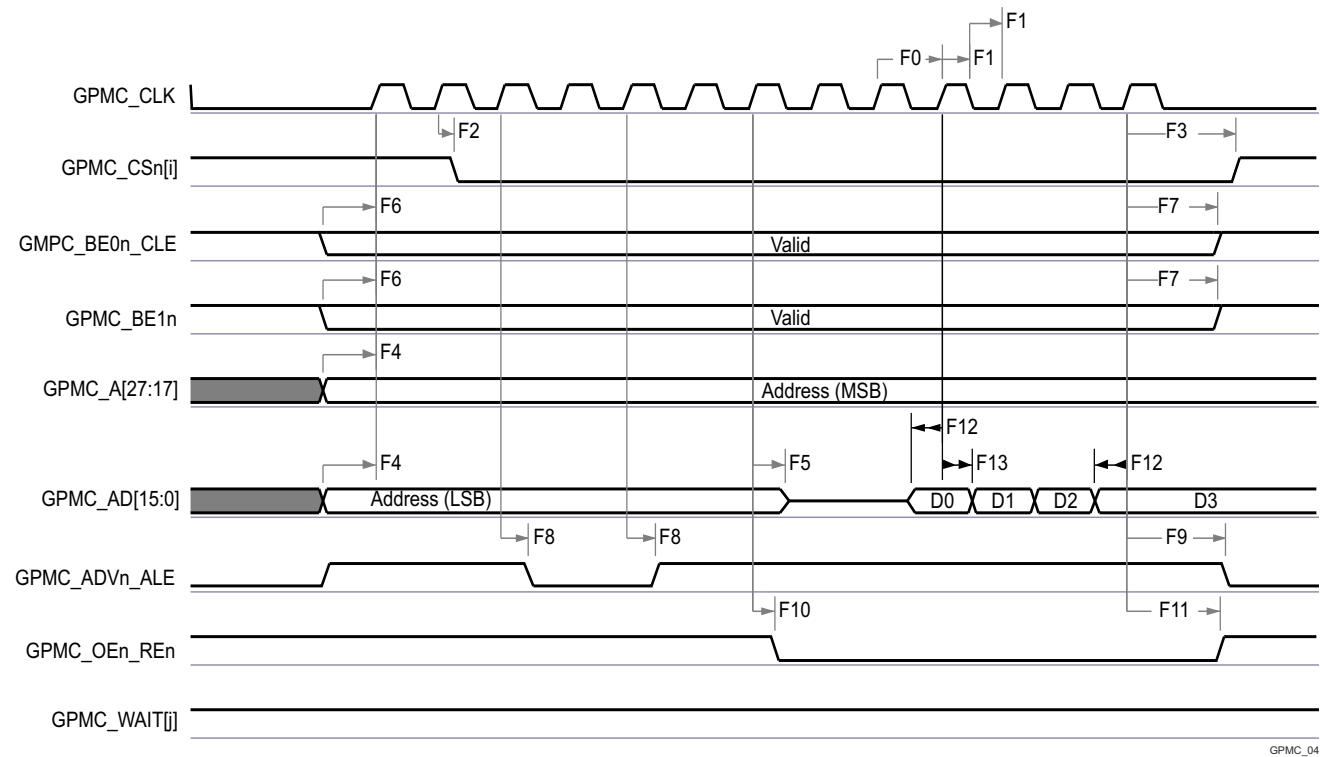 F1
F0 F1
GPMC_CLK
F2 F3
GPMC_CSn[i]
F6 F7
GMPC_BE0n_CLE Valid
F6 F7
GPMC_BE1n Valid
F4
GPMC_A[27:17] Address (MSB)
F12
F4 F5 F13 F12
GPMC_AD[15:0] Address (LSB) D0 D1 D2 D3
F8 F8 F9
GPMC_ADVn_ALE
F10 F11
GPMC_OEn_REn
GPMC_WAIT[j]
GPMC_04